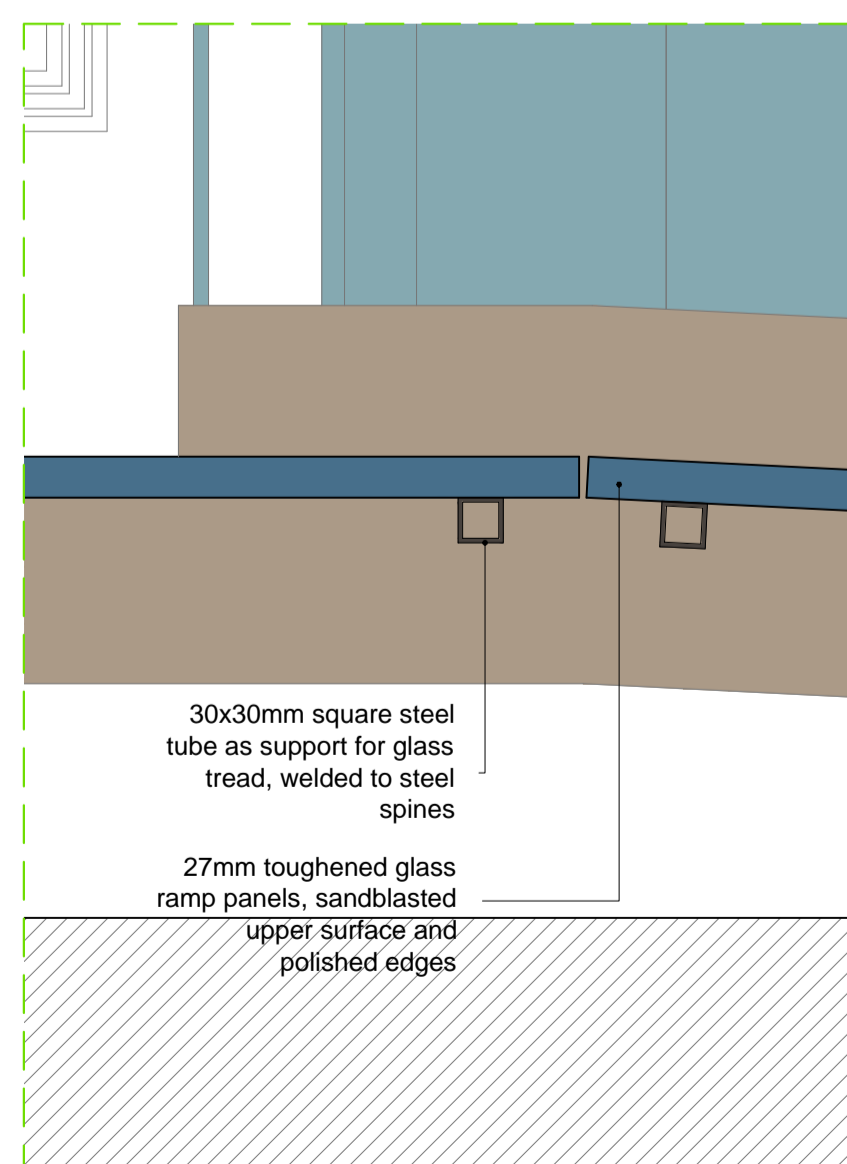 30x30mm square steel
tube as support for glass
tread, welded to steel
spines
27mm toughened glass
ramp panels, sandblasted
upper surface and
polished edges